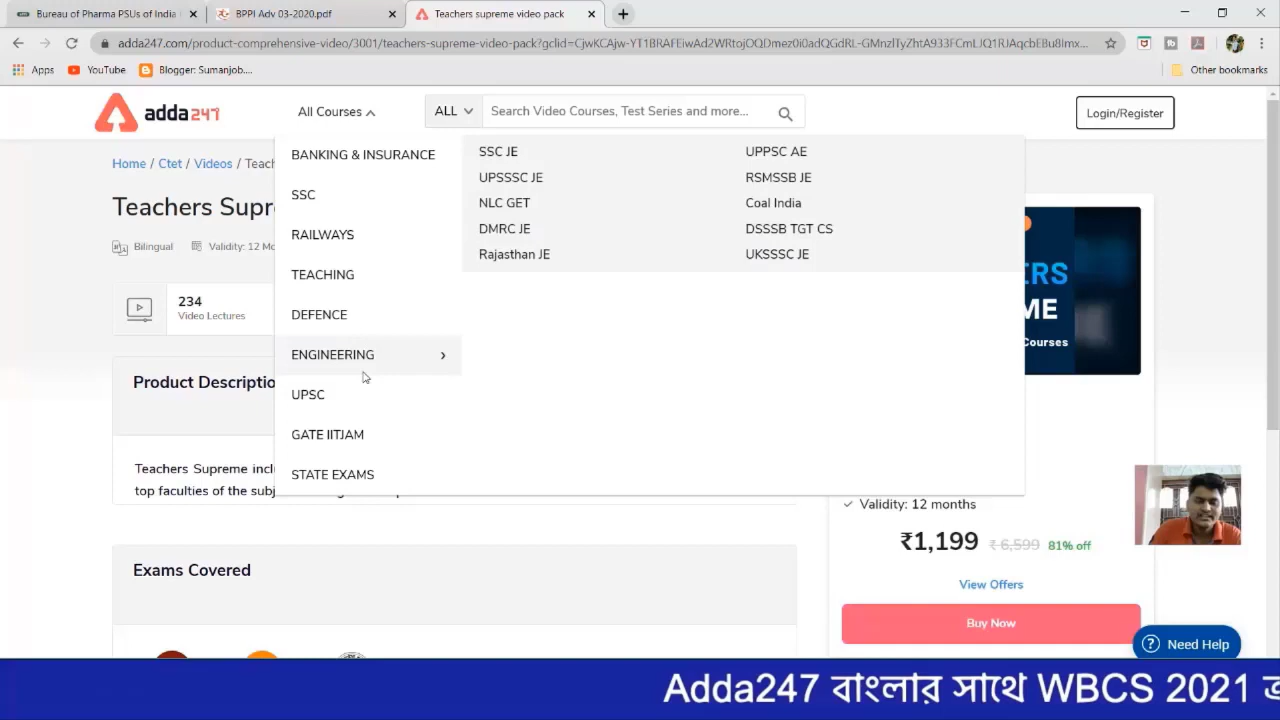 Bureau of Pharma PSUs of India
BPPI Adv 03-2020.pdf
Teachers supreme video pack
adda247.com/product-comprehensive-video/3001/teachers-supreme-video-pack?gclid=
Apps
YouTube
Blogger: Sumanjob....
Other bookmarks
adda247
All Courses
ALL
Search Video Courses, Test Series and more...
Login/Register
Home / Ctet / Videos / Teach
BANKING & INSURANCE
SSC
RAILWAYS
TEACHING
DEFENCE
ENGINEERING
UPSC
GATE IITJAM
STATE EXAMS
SSC JE
UPPSC AE
UPSSSC JE
RSMSSB JE
NLC GET
Coal India
DMRC JE
DSSSB TGT CS
Rajasthan JE
UKSSSC JE
Teachers Supr
Bilingual
Validity: 12 Mo
234
Video Lectures
ERS
ME
Courses
Product Descriptio
Teachers Supreme incl
top faculties of the subj
Validity: 12 months
₹1,199 ₹ 6,599 81% off
View Offers
Buy Now
Exams Covered
? Need Help
Adda247 বাংলার সাথে WBCS 2021